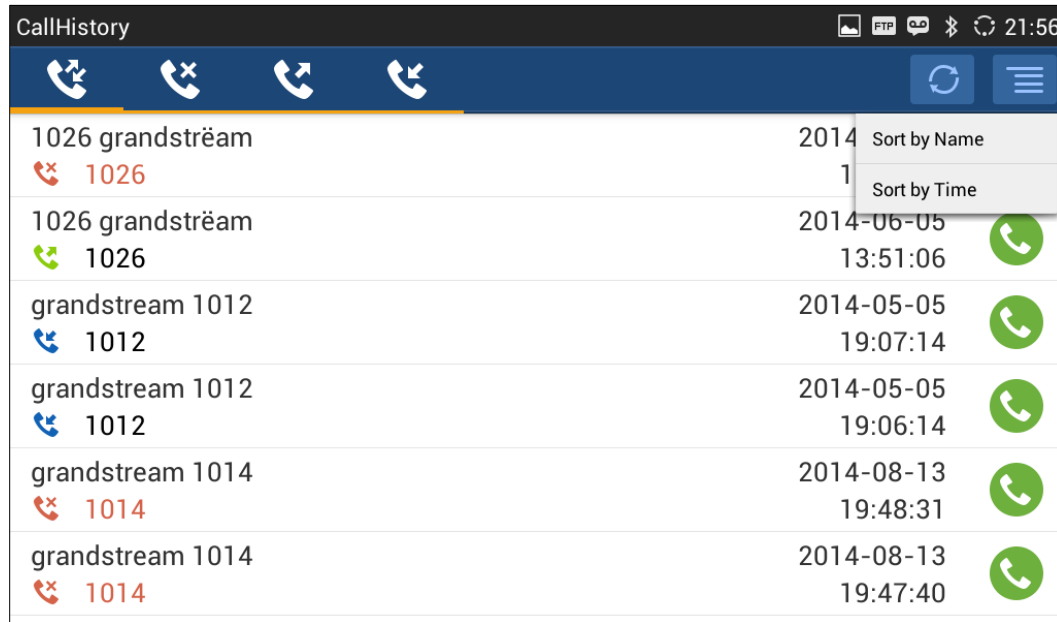 CallHistory FTP 21:56
1026 grandstrëam 2014
Sort by Name
1026 1
Sort by Time
1026 grandstrëam 2014-06-05
1026 13:51:06
grandstream 1012 2014-05-05
1012 19:07:14
grandstream 1012 2014-05-05
1012 19:06:14
grandstream 1014 2014-08-13
1014 19:48:31
grandstream 1014 2014-08-13
1014 19:47:40